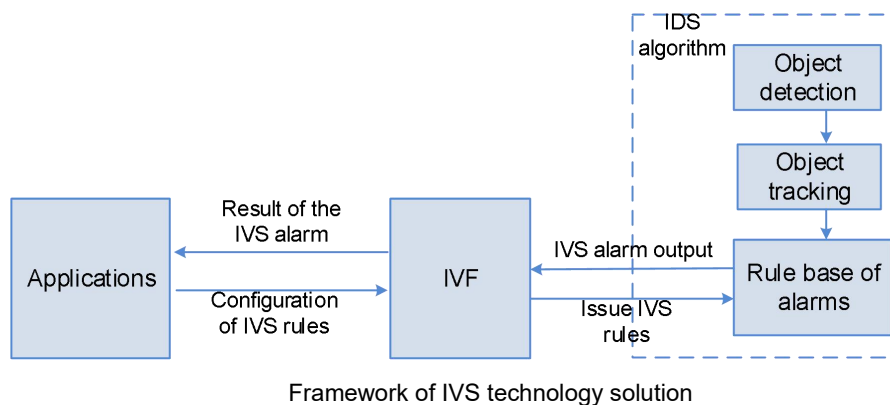 IDS
algorithm
Object
detection
Object
tracking
Result of the
IVS alarm
IVS alarm output
Applications
IVF
Rule base of
alarms
Configuration
of IVS rules
Issue IVS
rules
Framework of IVS technology solution